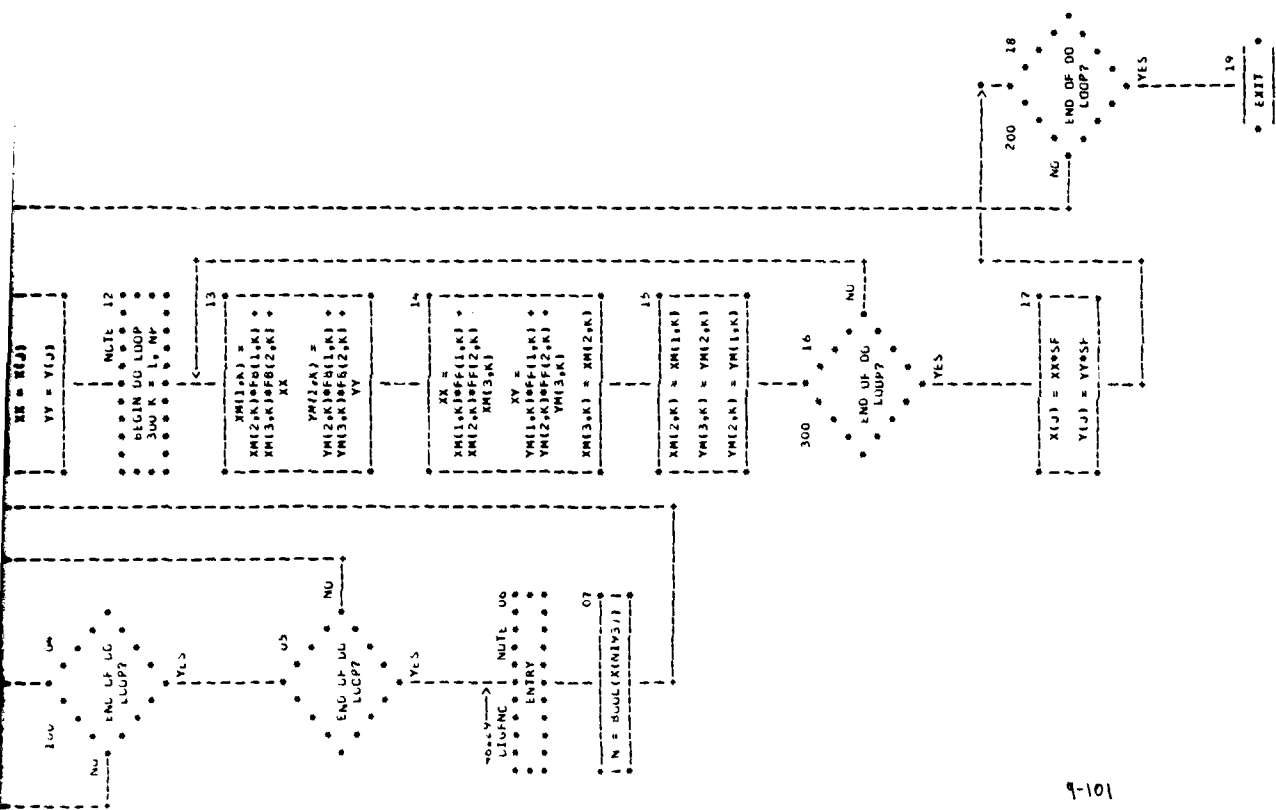 100 04
END OF DO
LOOP?
NO
YES
05
END OF DO
LOOP?
NO
YES
NOTE 06
ENTRY
07
XX = X(J)
YY = Y(J)
NOTE 12
BEGIN DO LOOP
300 K = 1, NP
13
XM(1,K) =
XM(2,K)*FB(1,K) +
XM(3,K)*FB(2,K) +
XX
YM(1,K) =
YM(2,K)*FB(1,K) +
YM(3,K)*FB(2,K) +
YY
14
XX =
XM(1,K)*FF(1,K) +
XM(2,K)*FF(2,K) +
XM(3,K)
XY =
YM(1,K)*FF(1,K) +
YM(2,K)*FF(2,K) +
YM(3,K)
XM(3,K) = XM(2,K)
15
XM(2,K) = XM(1,K)
YM(3,K) = YM(2,K)
YM(2,K) = YM(1,K)
300 16
END OF DO
LOOP?
NO
YES
17
X(J) = XX*SF
Y(J) = YY*SF
200 18
END OF DO
LOOP?
NO
YES
19
EXIT
9-101